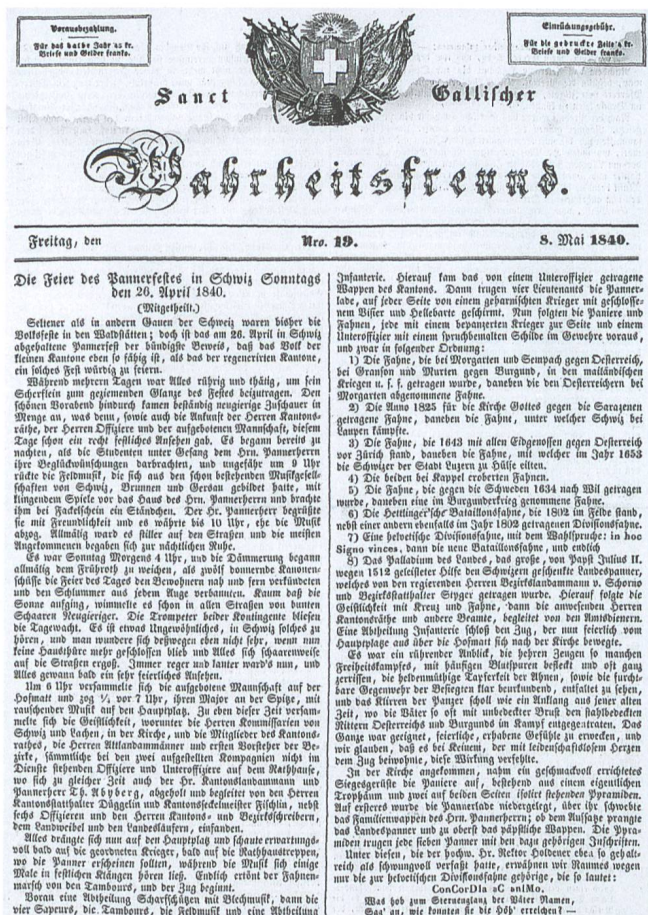 Vorausbezahlung.
Für das halbe Jahr 45 kr.
Briefe und Gelder franko.
Einrückungsgebühr.
Für die gedruckte Zeile 4 kr.
Briefe und Gelder franko.
Sanct Gallischer
Wahrheitsfreund.
Freitag, den Nro. 19. 8. Mai 1840.
Die Feier des Pannerfestes in Schwiz Sonntags
den 26. April 1840.
(Mitgetheilt.)
Seltener als in andern Gauen der Schweiz waren bisher die
Volksfeste in den Waldstätten; doch ist das am 26. April in Schwiz
abgehaltene Pannerfest der bündigste Beweis, daß das Volk der
kleinen Kantone eben so fähig ist, als das der regenerirten Kantone,
ein solches Fest würdig zu feiern.
Während mehrern Tagen war Alles rührig und thätig, um sein
Scherflein zum geziemenden Glanze des Festes beizutragen. Den
schönen Vorabend hindurch kamen beständig neugierige Zuschauer in
Menge an, was denn, sowie auch die Ankunft der Herren Kantons-
räthe, der Herren Offiziere und der aufgebotenen Mannschaft, diesem
Tage schon ein recht festliches Ansehen gab. Es begann bereits zu
nachten, als die Studenten unter Gesang dem Hrn. Pannerherrn
ihre Beglückwünschungen darbrachten, und ungefähr um 9 Uhr
rückte die Feldmusik, die sich aus den schon bestehenden Musikgesell-
schaften von Schwiz, Brunnen und Gersau gebildet hatte, mit
klingendem Spiele vor das Haus des Hrn. Pannerherrn und brachte
ihm bei Fackelschein ein Ständchen. Der Hr. Pannerherr begrüßte
sie mit Freundlichkeit und es währte bis 10 Uhr, ehe die Musik
abzog. Allmälig ward es stiller auf den Straßen und die meisten
Angekommenen begaben sich zur nächtlichen Ruhe.
Es war Sonntag Morgens 4 Uhr, und die Dämmerung begann
allmälig dem Frühroth zu weichen, als zwölf donnernde Kanonen-
schüsse die Feier des Tages den Bewohnern nah und fern verkündeten
und den Schlummer aus jedem Auge verbannten. Kaum daß die
Sonne aufging, wimmelte es schon in allen Straßen von bunten
Schaaren Neugieriger. Die Trompeter beider Kontingente bliesen
die Tagewacht. Es ist etwas Ungewöhnliches, in Schwiz solches zu
hören, und man wundere sich deßwegen eben nicht sehr, wenn nun
keine Hausthüre mehr geschlossen blieb und Alles sich schaarenweise
auf die Straßen ergoß. Immer reger und lauter ward's nun, und
Alles gewann bald ein sehr feierliches Ansehen.
Um 6 Uhr versammelte sich die aufgebotene Mannschaft auf der
Hofmatt und zog ¼ vor 7 Uhr, ihren Major an der Spitze, mit
rauschender Musik auf den Hauptplatz. Zu eben dieser Zeit versam-
melte sich die Geistlichkeit, worunter die Herren Kommissarien von
Schwiz und Lachen, in der Kirche, und die Mitglieder des Kantons-
rathes, die Herren Altlandammänner und ersten Vorsteher der Be-
zirke, sämmtliche bei den zwei aufgestellten Kompagnien nicht im
Dienste stehenden Offiziere und Unteroffiziere auf dem Rathhause,
wo sich zu gleicher Zeit auch der Hr. Kantonslandammann und
Pannerherr Th. Abyberg, abgeholt und begleitet von den Herren
Kantonsstatthalter Düggelin und Kantonsseckelmeister Fischlin, nebst
sechs Offizieren und den Herren Kantons- und Bezirksschreibern,
dem Landweibel und den Landesläufern, einfanden.
Alles drängte sich nun auf den Hauptplatz und schaute erwartungs-
voll bald auf die geordneten Krieger, bald auf die Rathhaustreppen,
wo die Panner erscheinen sollten, während die Musik sich einige
Male in festlichen Klängen hören ließ. Endlich ertönt der Fahnen-
marsch von den Tambours, und der Zug beginnt.
Voran eine Abtheilung Scharfschützen mit Blechmusik, dann die
vier Sapeurs, die Tambours, die Feldmusik und eine Abtheilung
Infanterie. Hierauf kam das von einem Unteroffizier getragene
Wappen des Kantons. Dann trugen vier Lieutenants die Panner-
lade, auf jeder Seite von einem geharnischten Krieger mit geschlosse-
nem Visier und Hellebarte geschirmt. Nun folgten die Paniere und
Fahnen, jede mit einem bepanzerten Krieger zur Seite und einem
Unteroffizier mit einem spruchbemalten Schilde im Gewehre voraus,
und zwar in folgender Ordnung:
1) Die Fahne, die bei Morgarten und Sempach gegen Oesterreich,
bei Granson und Murten gegen Burgund, in den mailändischen
Kriegen u. s. f. getragen wurde, daneben die den Oesterreichern bei
Morgarten abgenommene Fahne.
2) Die Anno 1825 für die Kirche Gottes gegen die Sarazenen
getragene Fahne, daneben die Fahne, unter welcher Schwiz bei
Laupen kämpfte.
3) Die Fahne, die 1643 mit allen Eidgenossen gegen Oesterreich
vor Zürich stand, daneben die Fahne, mit welcher im Jahr 1653
die Schwizer der Stadt Luzern zu Hülfe eilten.
4) Die beiden bei Kappel eroberten Fahnen.
5) Die Fahne, die gegen die Schweden 1634 nach Wil getragen
wurde, daneben eine im Burgunderkrieg genommene Fahne.
6) Die Hettlinger'sche Bataillonsfahne, die 1802 im Felde stand,
nebst einer andern ebenfalls im Jahr 1802 getragenen Divisionsfahne.
7) Eine helvetische Divisionsfahne, mit dem Wahlspruche: in hoc
Signo vinces, dann die neue Bataillonsfahne, und endlich
8) Das Palladium des Landes, das große, von Papst Julius II.
wegen 1512 geleisteter Hilfe den Schwizern geschenkte Landespanner,
welches von den regierenden Herren Bezirkslandammann v. Schorno
und Bezirksstatthalter Styger getragen wurde. Hierauf folgte die
Geistlichkeit mit Kreuz und Fahne, dann die anwesenden Herren
Kantonsräthe und andere Beamte, begleitet von den Amtsdienern.
Eine Abtheilung Infanterie schloß den Zug, der nun feierlich vom
Hauptplatz aus über die Hofmatt sich nach der Kirche bewegte.
Es war ein rührender Anblick, die hehren Zeugen so manchen
Freiheitskampfes, mit häufigen Blutspuren befleckt und oft ganz
zerrissen, die heldenmüthige Tapferkeit der Ahnen, sowie die furcht-
bare Gegenwehr der Besiegten klar beurkundend, entfaltet zu sehen,
und das Klirren der Panzer scholl wie ein Anklang aus jener alten
Zeit, wo die Väter so oft mit unbedeckter Brust den stahlbedeckten
Rittern Oesterreichs und Burgunds in Kampf entgegentraten. Das
Ganze war geeignet, feierliche, erhabene Gefühle zu erwecken, und
wir glauben, daß es bei Keinem, der mit leidenschaftslosem Herzen
dem Zug beiwohnte, diese Wirkung verfehlte.
In der Kirche angekommen, nahm ein geschmackvoll errichtetes
Siegesgerüste die Paniere auf, bestehend aus einem eigentlichen
Trophäum und zwei auf beiden Seiten isolirt stehenden Pyramiden.
Auf ersteres wurde die Pannerlade niedergelegt, über ihr schwebte
das Familienwappen des Hrn. Pannerherrn; ob dem Aufsatze prangte
das Landespanner und zu oberst das päpstliche Wappen. Die Pyra-
miden trugen jede sieben Panner mit den dazu gehörigen Inschriften.
Unter diesen, die der hochw. Hr. Rektor Holdener eben so gehalt-
reich als schwungvoll verfaßt hatte, erwähnen wir Raumes wegen
nur die zur helvetischen Divisionsfahne gehörige, die so lautet:
ConCorDIa aC anIMo.
Was hob zum Sternenglanz der Väter Namen,
Sag' an, wie konnten sie die Höh' erreichen?